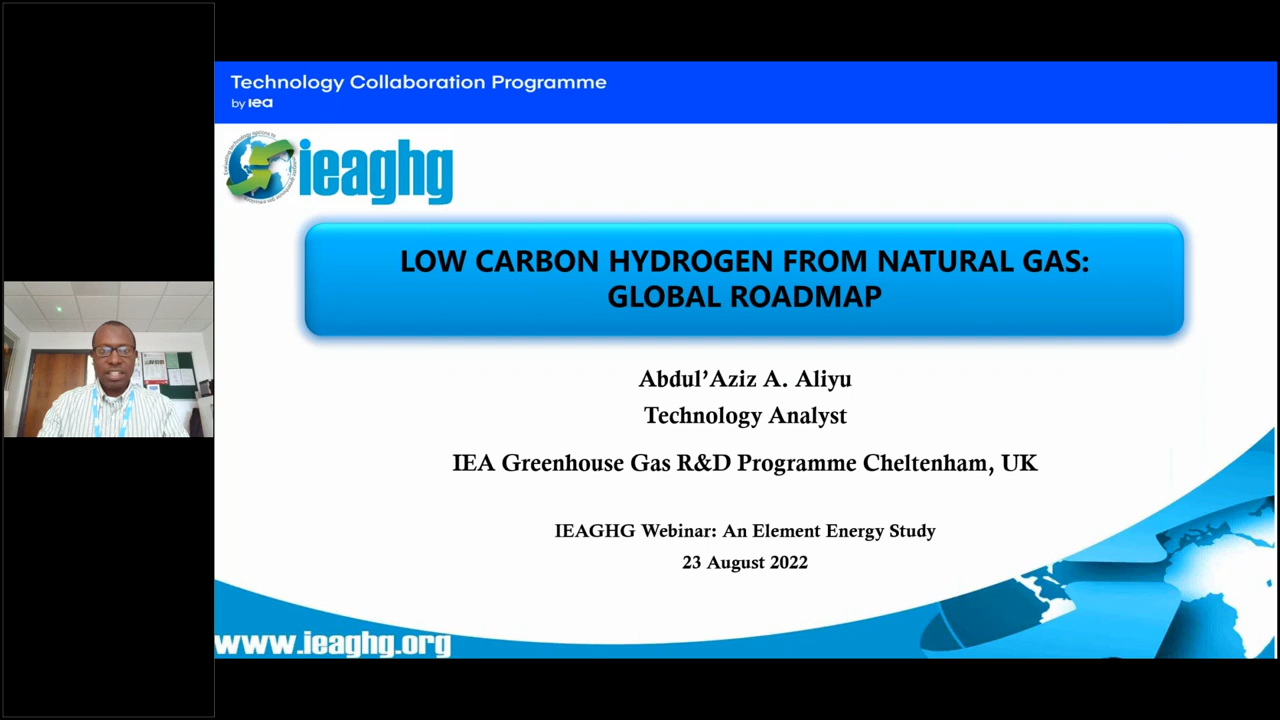 Technology Collaboration Programme
by iea
ieaghg
LOW CARBON HYDROGEN FROM NATURAL GAS:
GLOBAL ROADMAP
Abdul’Aziz A. Aliyu
Technology Analyst
IEA Greenhouse Gas R&D Programme Cheltenham, UK
IEAGHG Webinar: An Element Energy Study
23 August 2022
www.ieaghg.org